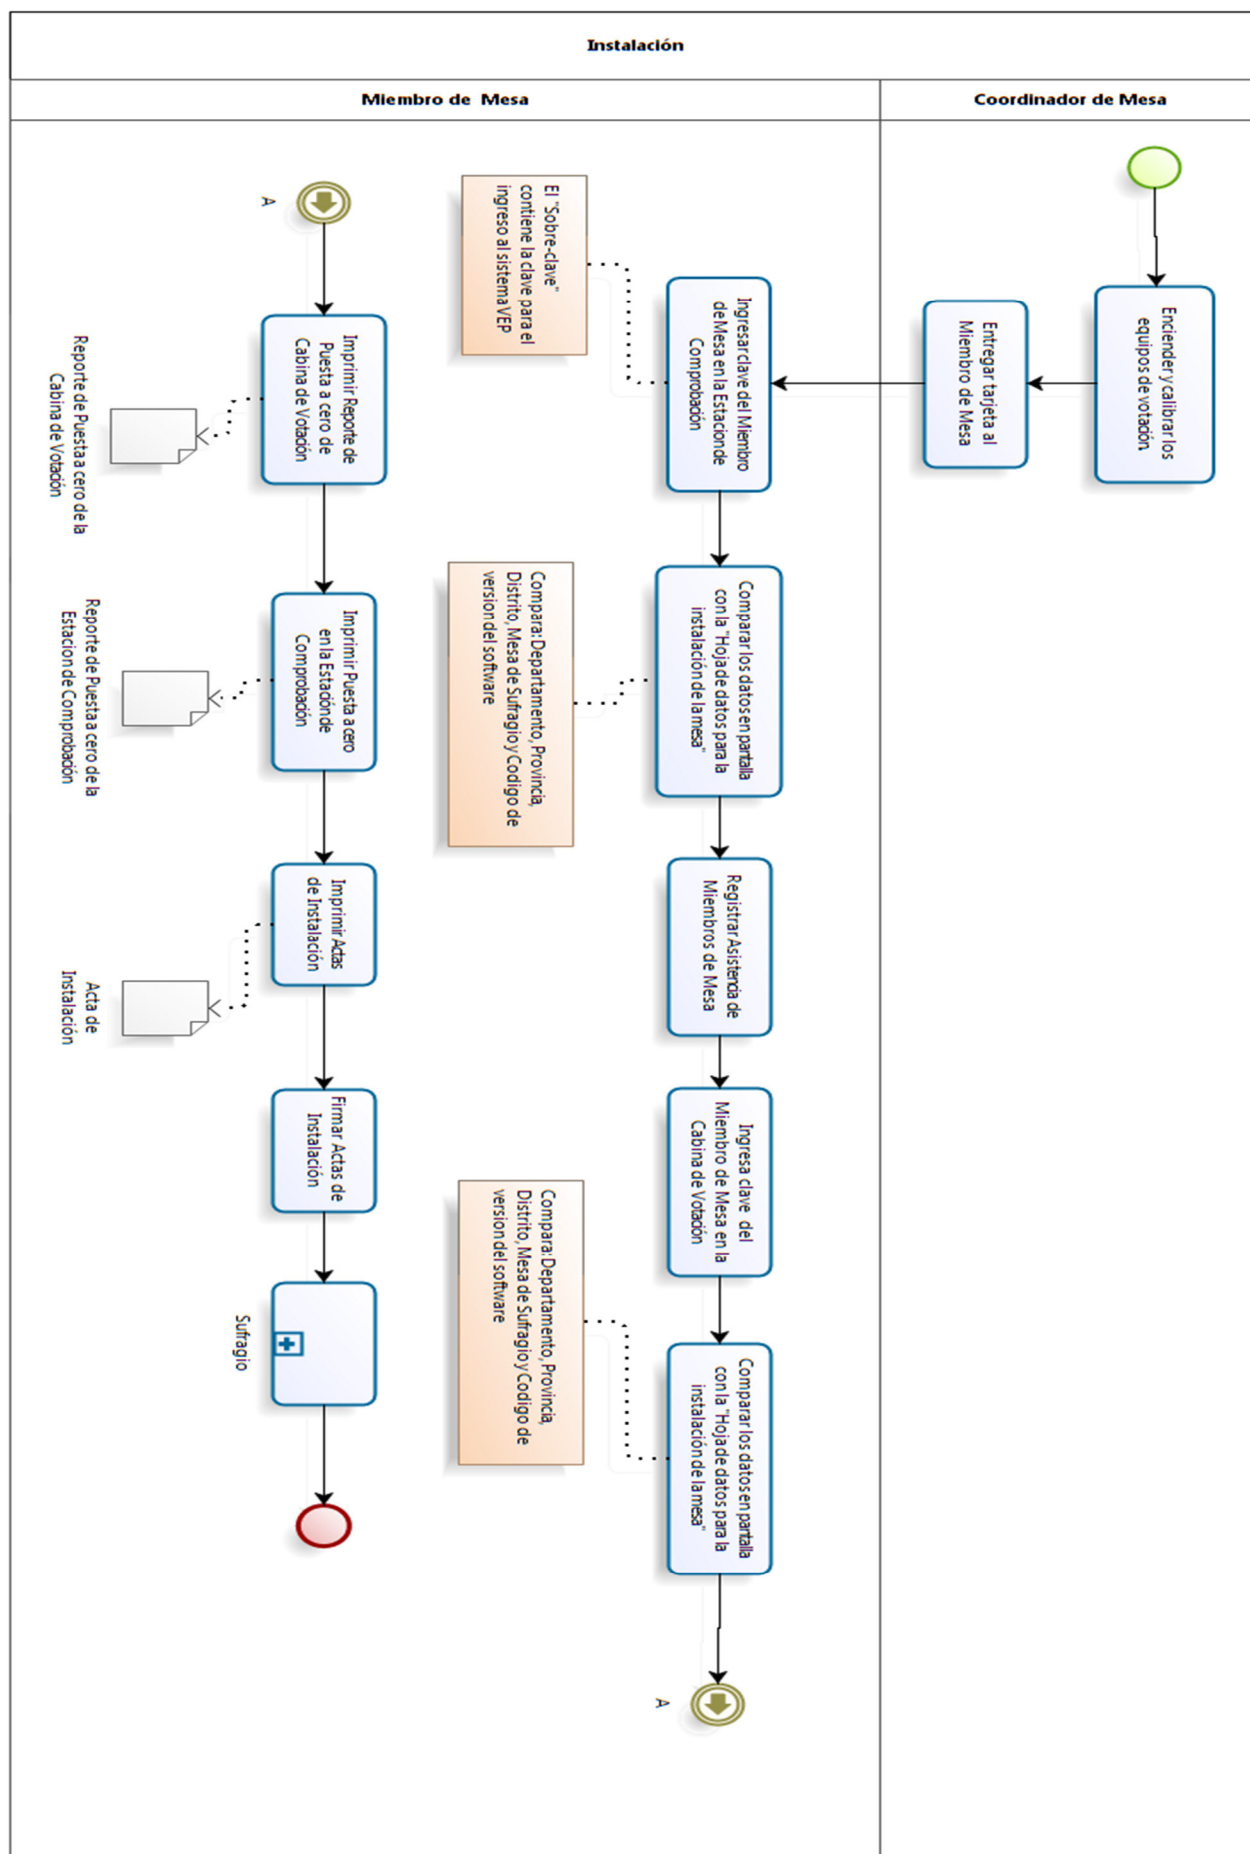 Instalación
Coordinador de Mesa
Miembro de Mesa
Enciender y calibrar los
equipos de votación
Entregar tarjeta al
Miembro de Mesa
Ingresar clave del Miembro
de Mesa en la Estacion de
Comprobación
El "Sobre-clave"
contiene la clave para el
ingreso al sistema VEP
Comparar los datos en pantalla
con la "Hoja de datos para la
instalación de la mesa"
Compara: Departamento, Provincia,
Distrito, Mesa de Sufragio y Codigo de
version del software
Registrar Asistencia de
Miembros de Mesa
Ingresa clave del
Miembro de Mesa en la
Cabina de Votación
Comparar los datos en pantalla
con la "Hoja de datos para la
instalación de la mesa"
Compara: Departamento, Provincia,
Distrito, Mesa de Sufragio y Codigo de
version del software
A
A
Imprimir Reporte de
Puesta a cero de
Cabina de Votación
Reporte de Puesta a cero de la
Cabina de Votación
Imprimir Puesta a cero
en la Estación de
Comprobación
Reporte de Puesta a cero de la
Estacion de Comprobación
Imprimir Actas
de Instalación
Acta de
Instalación
Firmar Actas de
Instalación
Sufragio